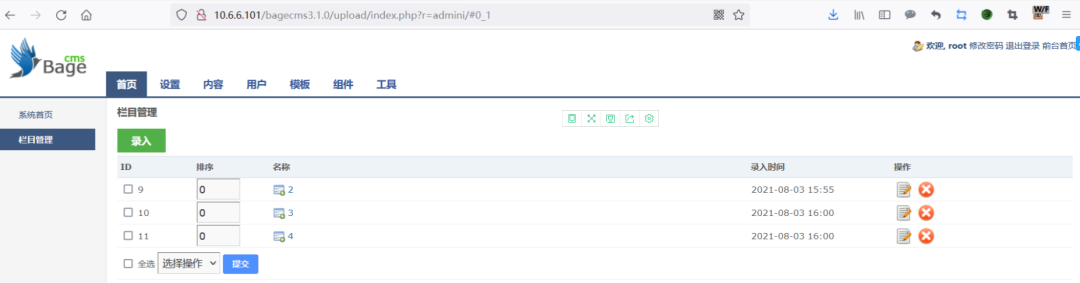 10.6.6.101/bagecms3.1.0/upload/index.php?r=admini/#0_1
W/F
Bage cms
欢迎, root 修改密码 退出登录 前台首页
首页 设置 内容 用户 模板 组件 工具
系统首页
栏目管理
栏目管理
录入
ID 排序 名称 录入时间 操作
9 0 2 2021-08-03 15:55
10 0 3 2021-08-03 16:00
11 0 4 2021-08-03 16:00
全选 选择操作 提交